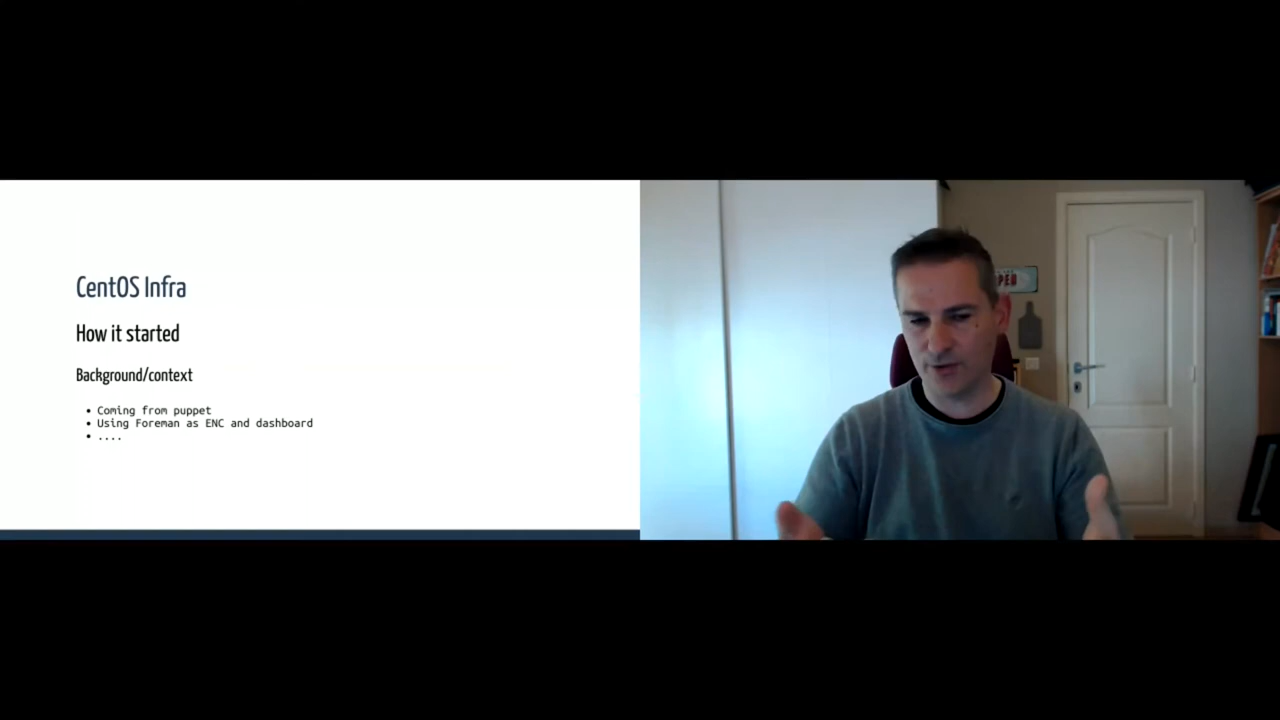 CentOS Infra
How it started
Background/context
• Coming from puppet
• Using Foreman as ENC and dashboard
• ....